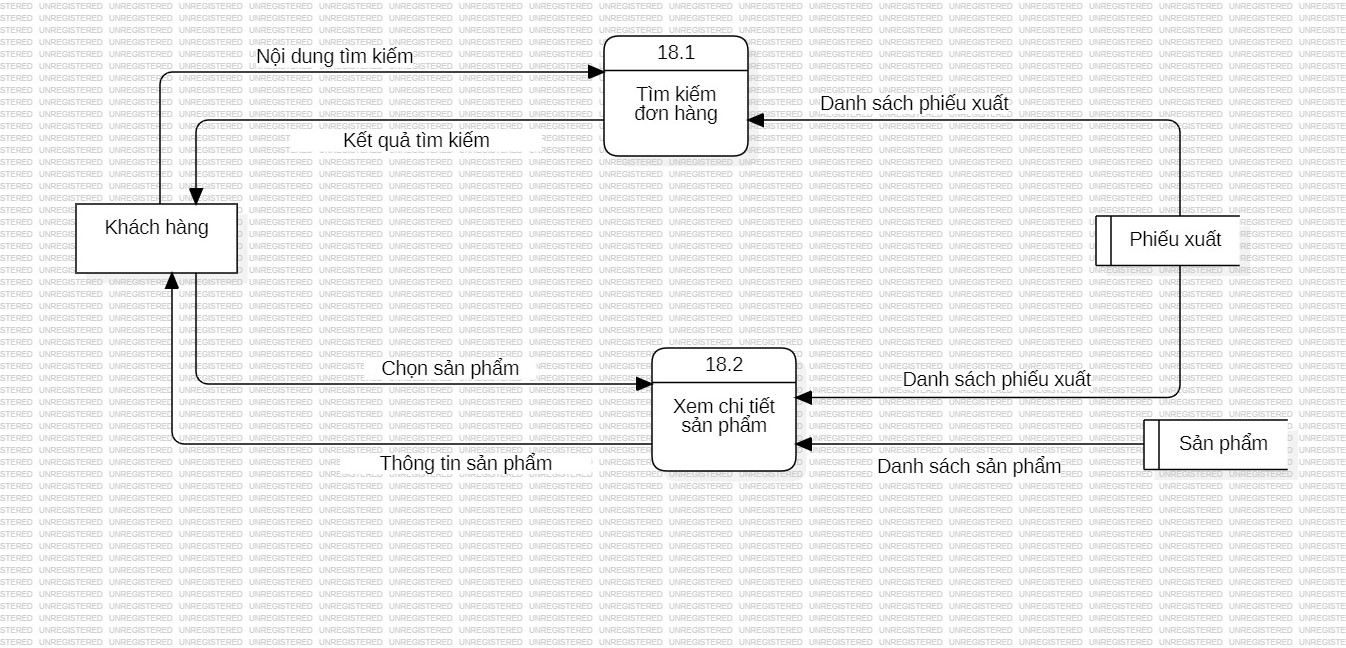 Nội dung tìm kiếm
18.1
Tìm kiếm
đơn hàng
Danh sách phiếu xuất
Kết quả tìm kiếm
Khách hàng
Phiếu xuất
Chọn sản phẩm
18.2
Xem chi tiết
sản phẩm
Danh sách phiếu xuất
Sản phẩm
Thông tin sản phẩm
Danh sách sản phẩm
UNREGISTERED